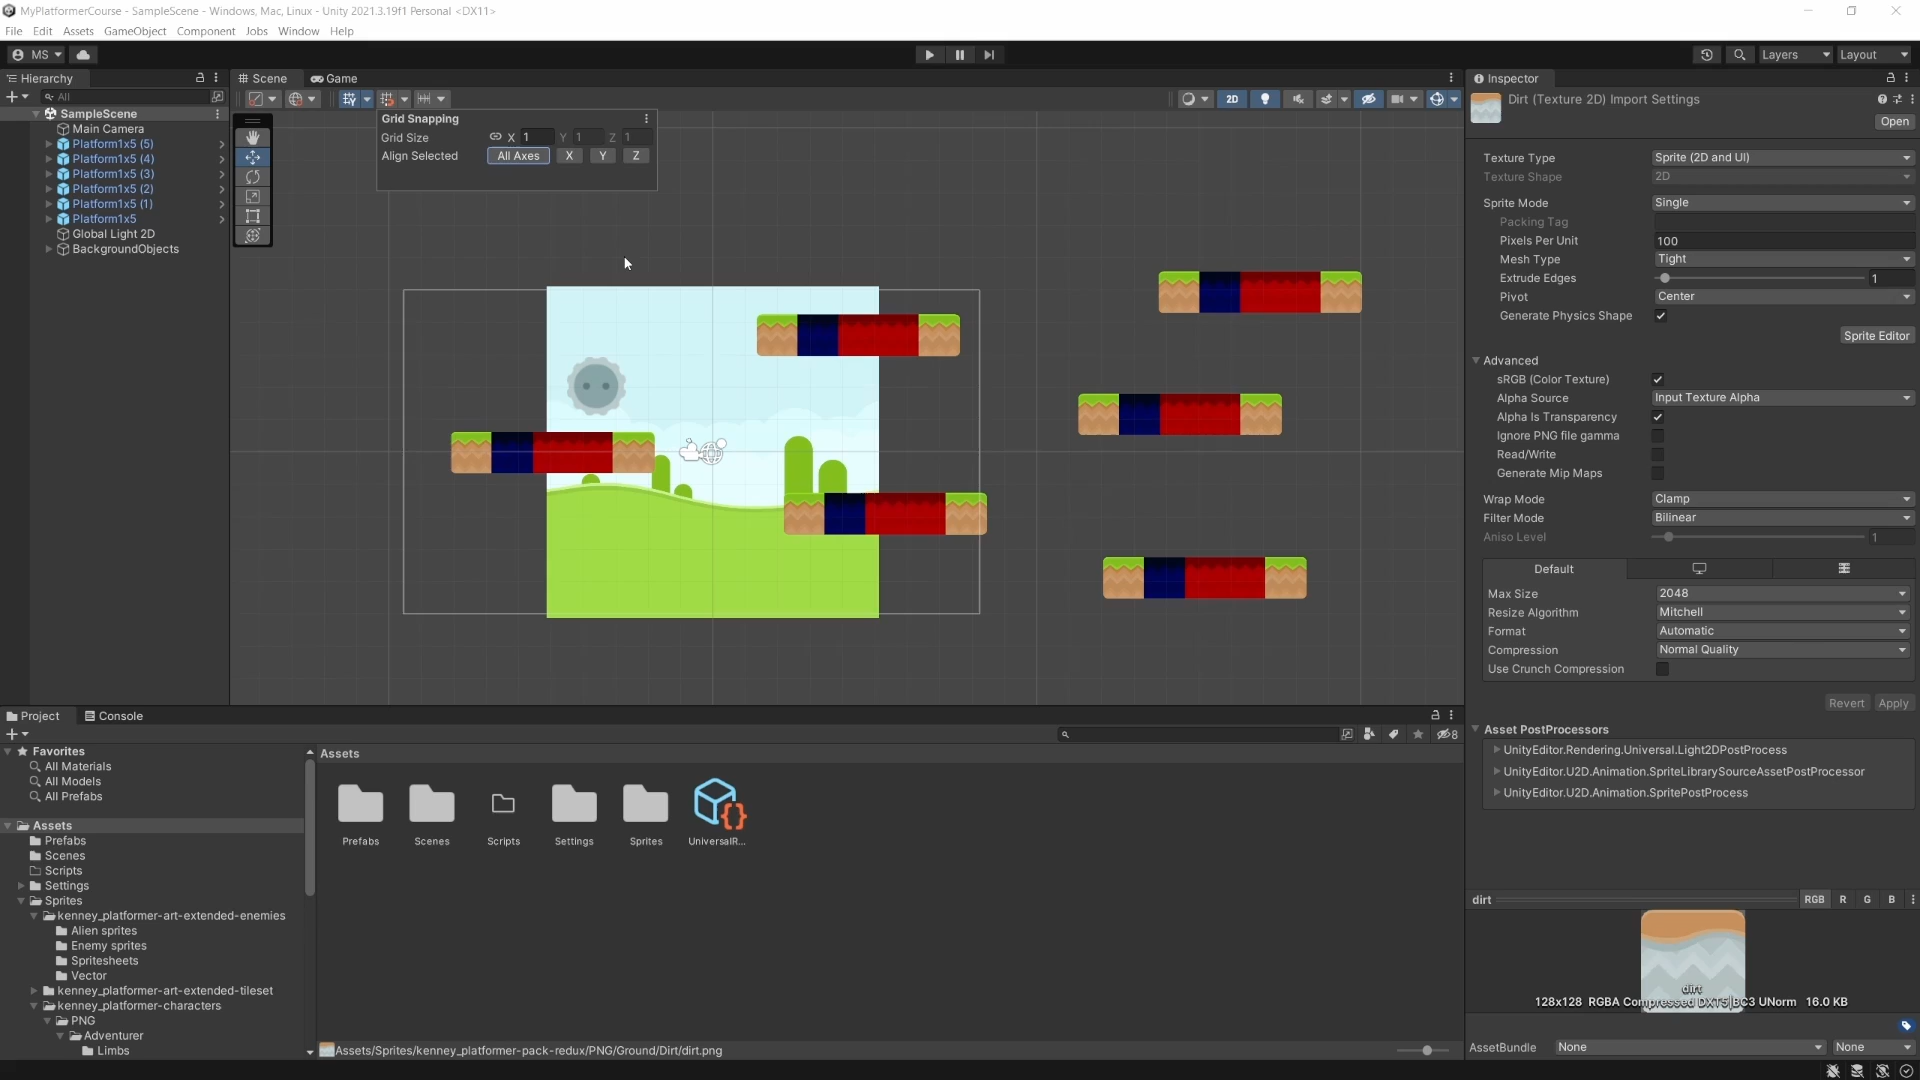 MyPlatformerCourse - SampleScene - Windows, Mac, Linux - Unity 2021.3.19f1 Personal <DX11>
File Edit Assets GameObject Component Jobs Window Help
MS Layers Layout
Hierarchy
All
SampleScene
Main Camera
Platform1x5 (5)
Platform1x5 (4)
Platform1x5 (3)
Platform1x5 (2)
Platform1x5 (1)
Platform1x5
Global Light 2D
BackgroundObjects
Scene Game
2D
Grid Snapping
Grid Size X 1 Y 1 Z 1
Align Selected All Axes X Y Z
Inspector
Dirt (Texture 2D) Import Settings
Open
Texture Type Sprite (2D and UI)
Texture Shape 2D
Sprite Mode Single
Packing Tag
Pixels Per Unit 100
Mesh Type Tight
Extrude Edges 1
Pivot Center
Generate Physics Shape
Sprite Editor
Advanced
sRGB (Color Texture)
Alpha Source Input Texture Alpha
Alpha Is Transparency
Ignore PNG file gamma
Read/Write
Generate Mip Maps
Wrap Mode Clamp
Filter Mode Bilinear
Aniso Level 1
Default
Max Size 2048
Resize Algorithm Mitchell
Format Automatic
Compression Normal Quality
Use Crunch Compression
Revert Apply
Asset PostProcessors
UnityEditor.Rendering.Universal.Light2DPostProcess
UnityEditor.U2D.Animation.SpriteLibrarySourceAssetPostProcessor
UnityEditor.U2D.Animation.SpritePostProcess
dirt RGB R G B
dirt
128x128 RGBA Compressed DXT5|BC3 UNorm 16.0 KB
AssetBundle None None
Project Console
8
Favorites
All Materials
All Models
All Prefabs
Assets
Prefabs
Scenes
Scripts
Settings
Sprites
kenney_platformer-art-extended-enemies
Alien sprites
Enemy sprites
Spritesheets
Vector
kenney_platformer-art-extended-tileset
kenney_platformer-characters
PNG
Adventurer
Limbs
Assets
Prefabs Scenes Scripts Settings Sprites UniversalR...
Assets/Sprites/kenney_platformer-pack-redux/PNG/Ground/Dirt/dirt.png